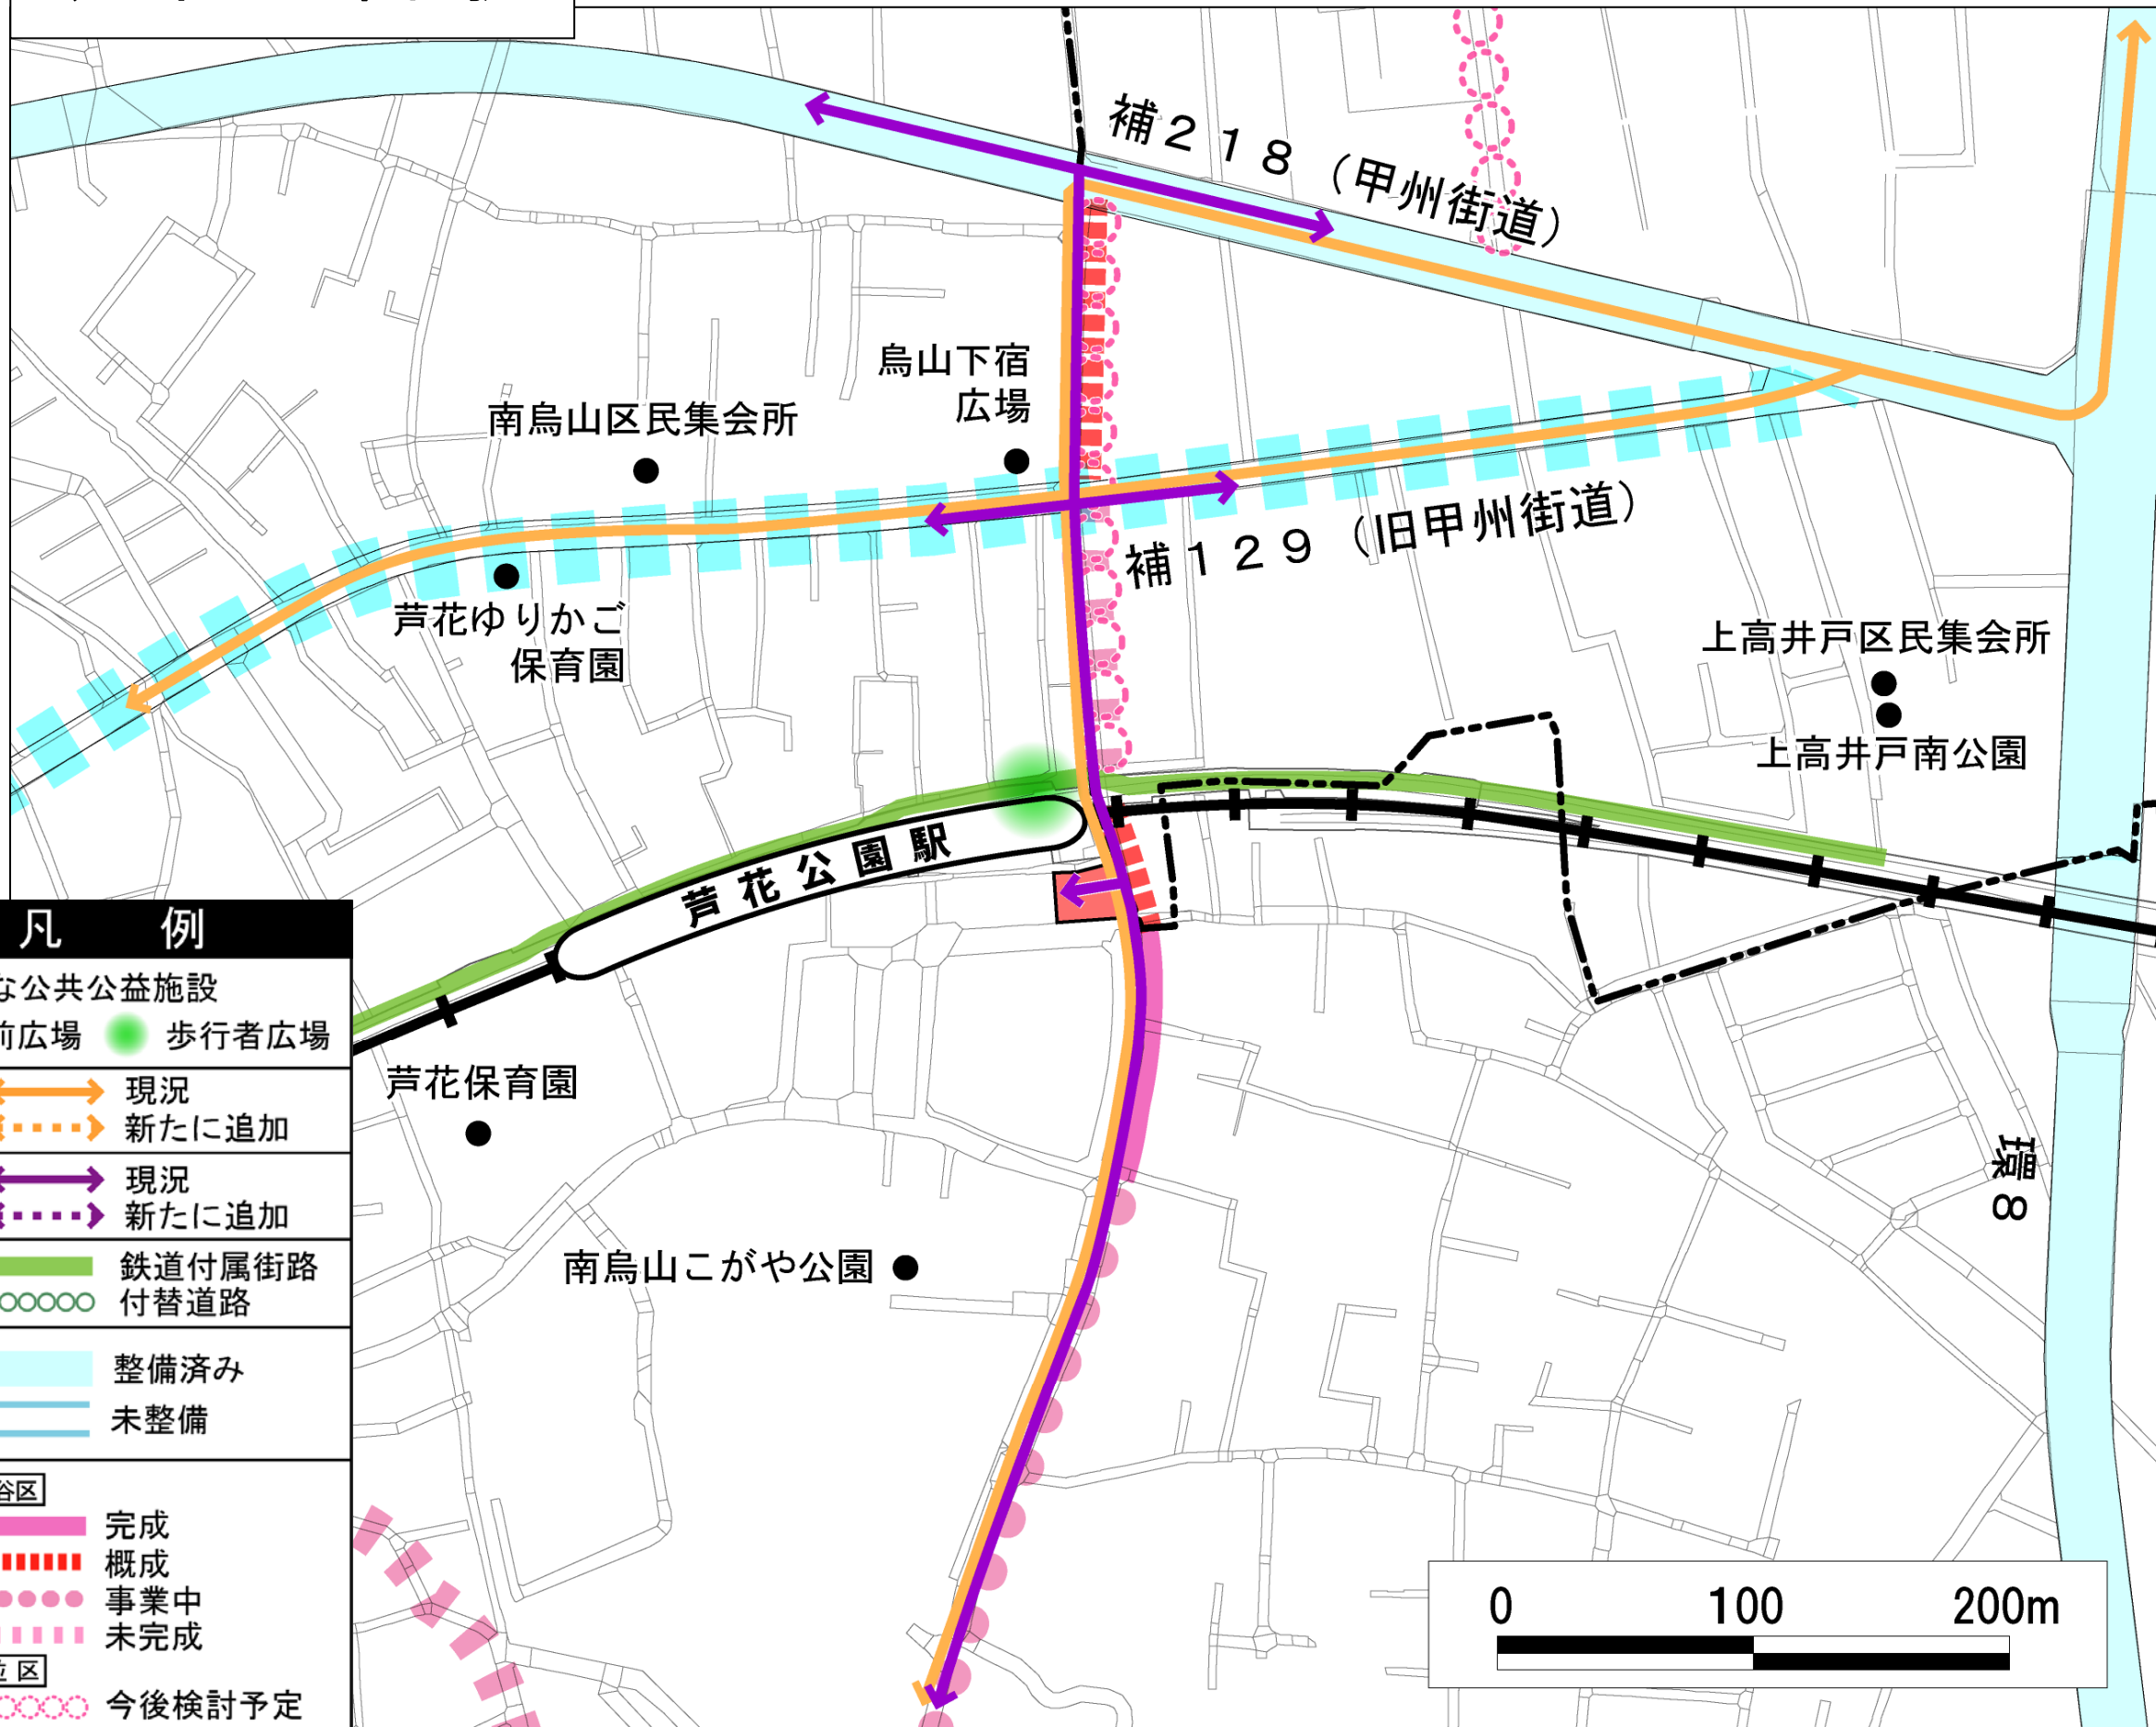 補２１８（甲州街道）
烏山下宿
広場
南烏山区民集会所
補１２９（旧甲州街道）
芦花ゆりかご
保育園
上高井戸区民集会所
上高井戸南公園
芦花公園駅
凡　例
な公共公益施設
前広場
歩行者広場
現況
新たに追加
現況
新たに追加
鉄道付属街路
付替道路
整備済み
未整備
谷区
完成
概成
事業中
未完成
並区
今後検討予定
芦花保育園
南烏山こがや公園
環８
0 100 200m